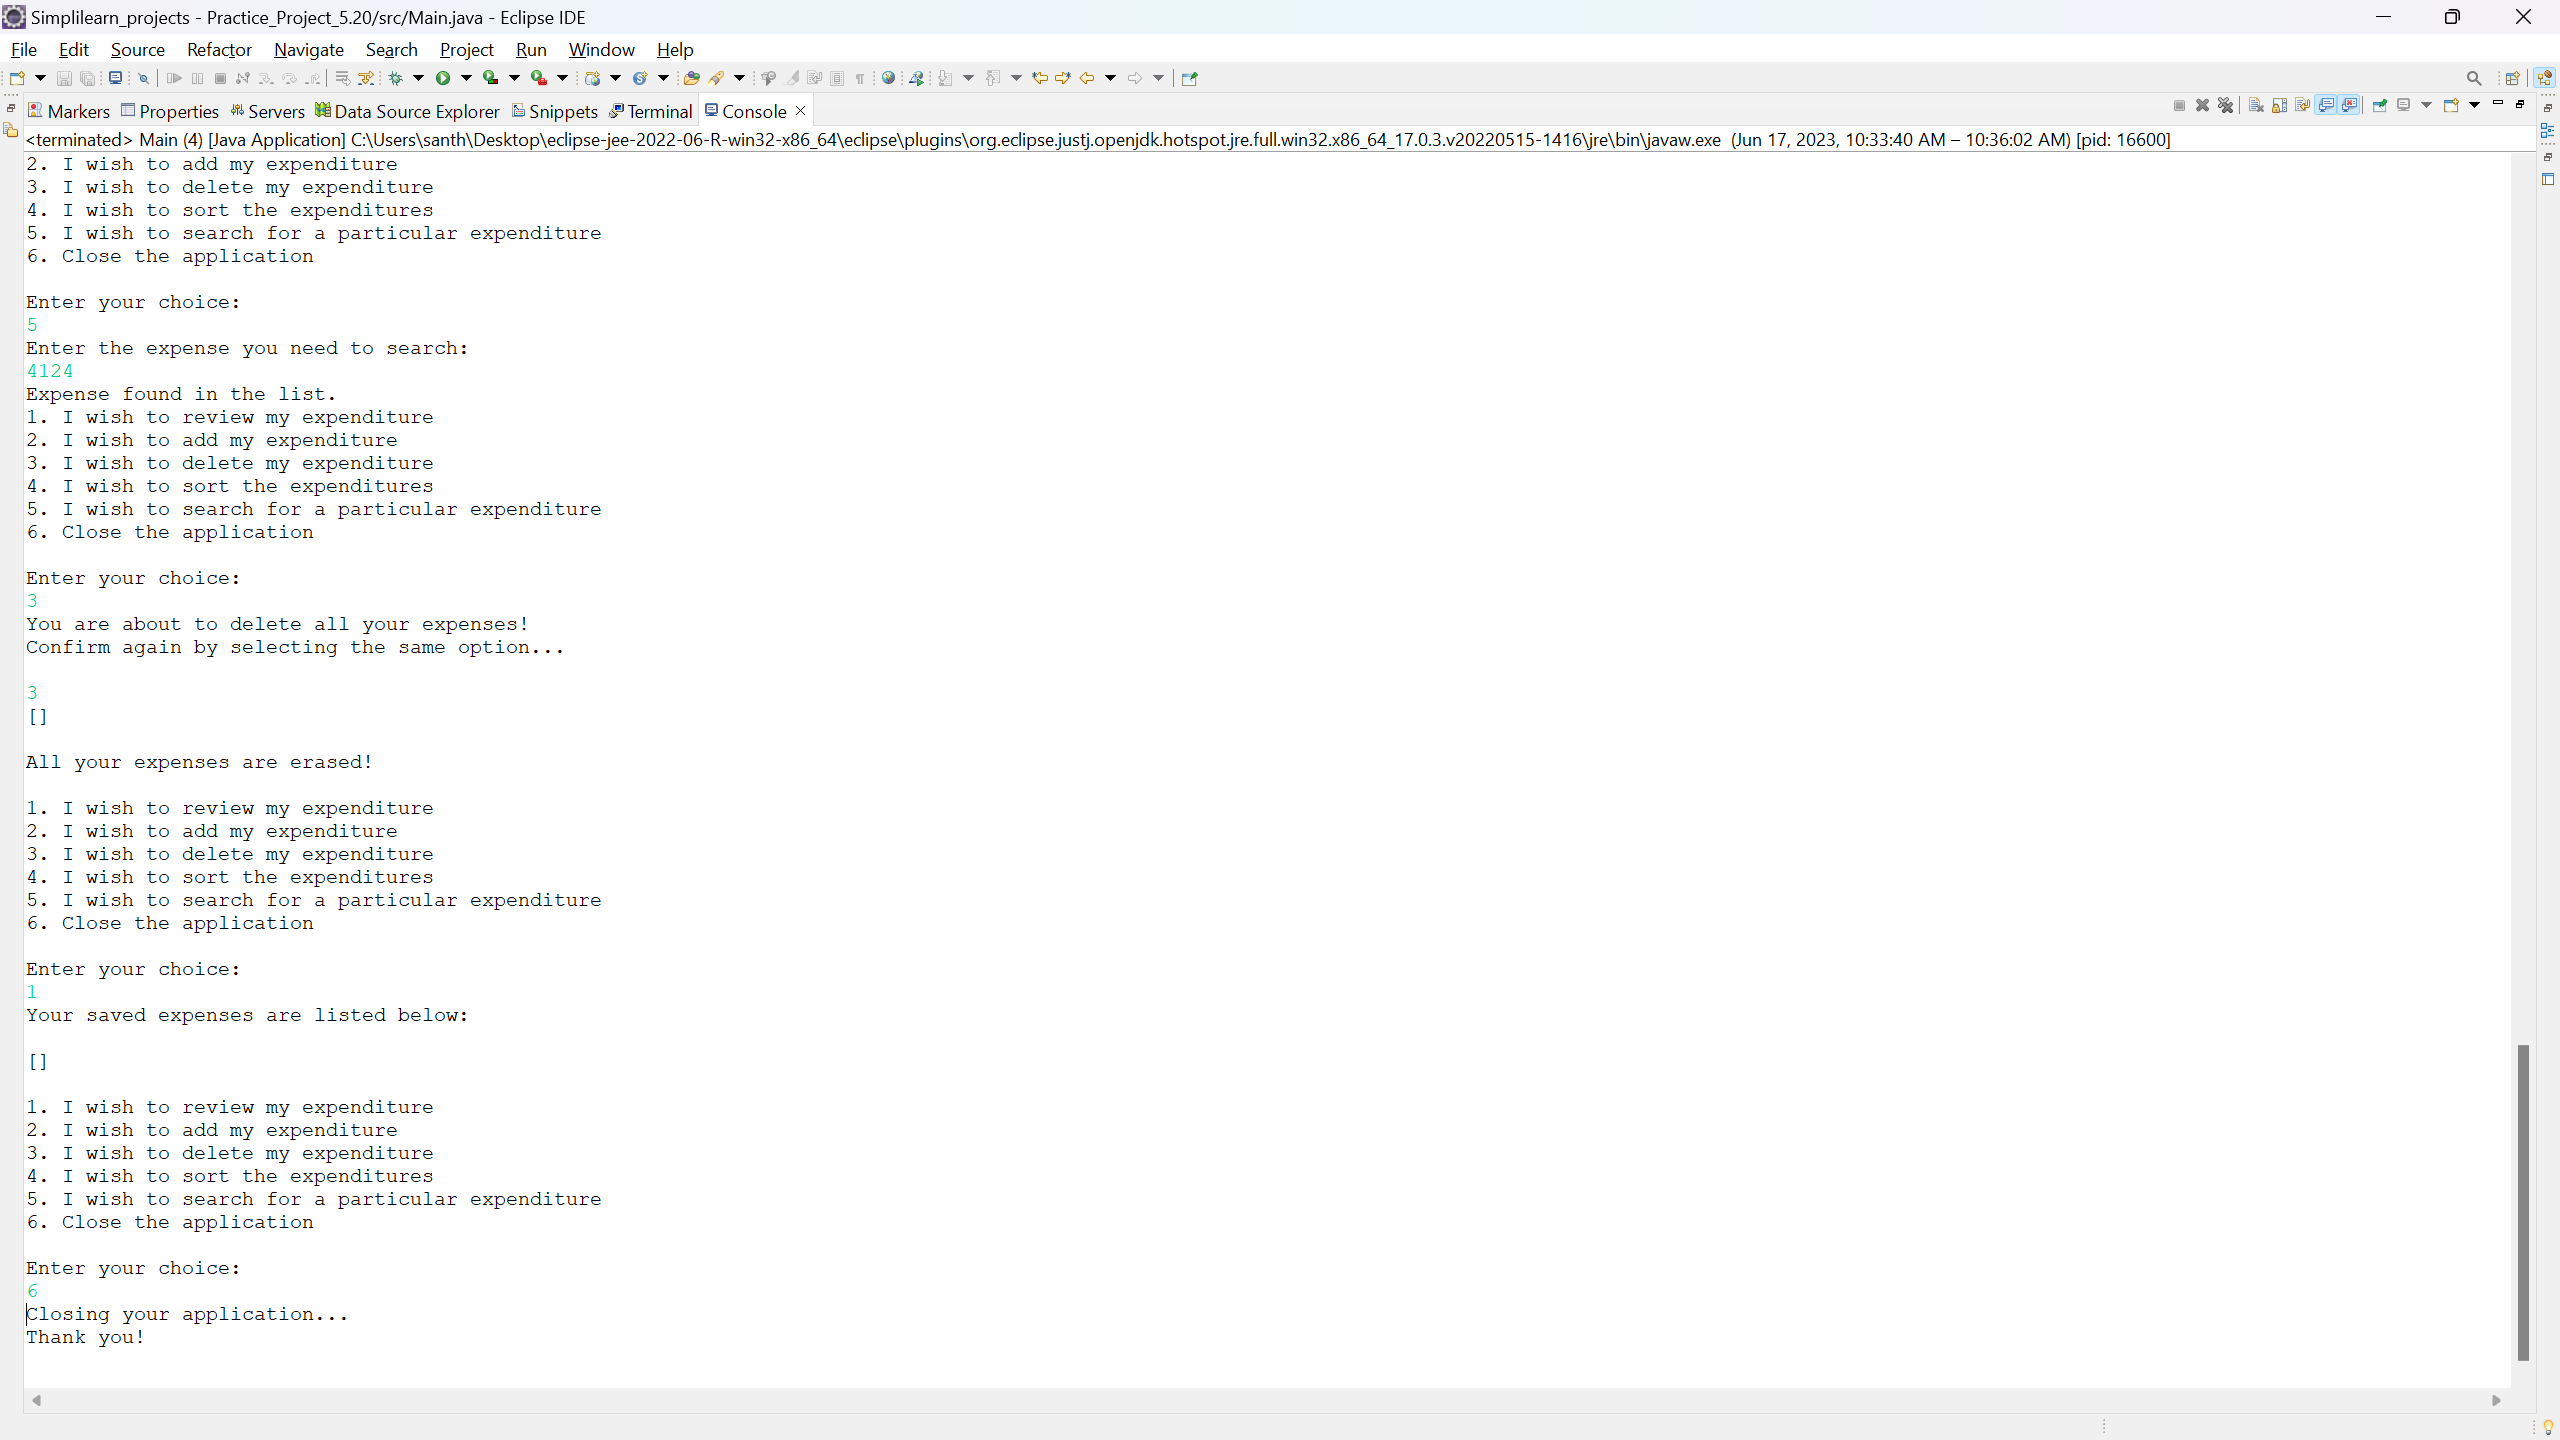 Simplilearn_projects - Practice_Project_5.20/src/Main.java - Eclipse IDE
File Edit Source Refactor Navigate Search Project Run Window Help
Markers Properties Servers Data Source Explorer Snippets Terminal Console
<terminated> Main (4) [Java Application] C:\Users\santh\Desktop\eclipse-jee-2022-06-R-win32-x86_64\eclipse\plugins\org.eclipse.justj.openjdk.hotspot.jre.full.win32.x86_64_17.0.3.v20220515-1416\jre\bin\javaw.exe (Jun 17, 2023, 10:33:40 AM – 10:36:02 AM) [pid: 16600]
2. I wish to add my expenditure
3. I wish to delete my expenditure
4. I wish to sort the expenditures
5. I wish to search for a particular expenditure
6. Close the application
Enter your choice:
5
Enter the expense you need to search:
4124
Expense found in the list.
1. I wish to review my expenditure
2. I wish to add my expenditure
3. I wish to delete my expenditure
4. I wish to sort the expenditures
5. I wish to search for a particular expenditure
6. Close the application
Enter your choice:
3
You are about to delete all your expenses!
Confirm again by selecting the same option...
3
[]
All your expenses are erased!
1. I wish to review my expenditure
2. I wish to add my expenditure
3. I wish to delete my expenditure
4. I wish to sort the expenditures
5. I wish to search for a particular expenditure
6. Close the application
Enter your choice:
1
Your saved expenses are listed below:
[]
1. I wish to review my expenditure
2. I wish to add my expenditure
3. I wish to delete my expenditure
4. I wish to sort the expenditures
5. I wish to search for a particular expenditure
6. Close the application
Enter your choice:
6
Closing your application...
Thank you!